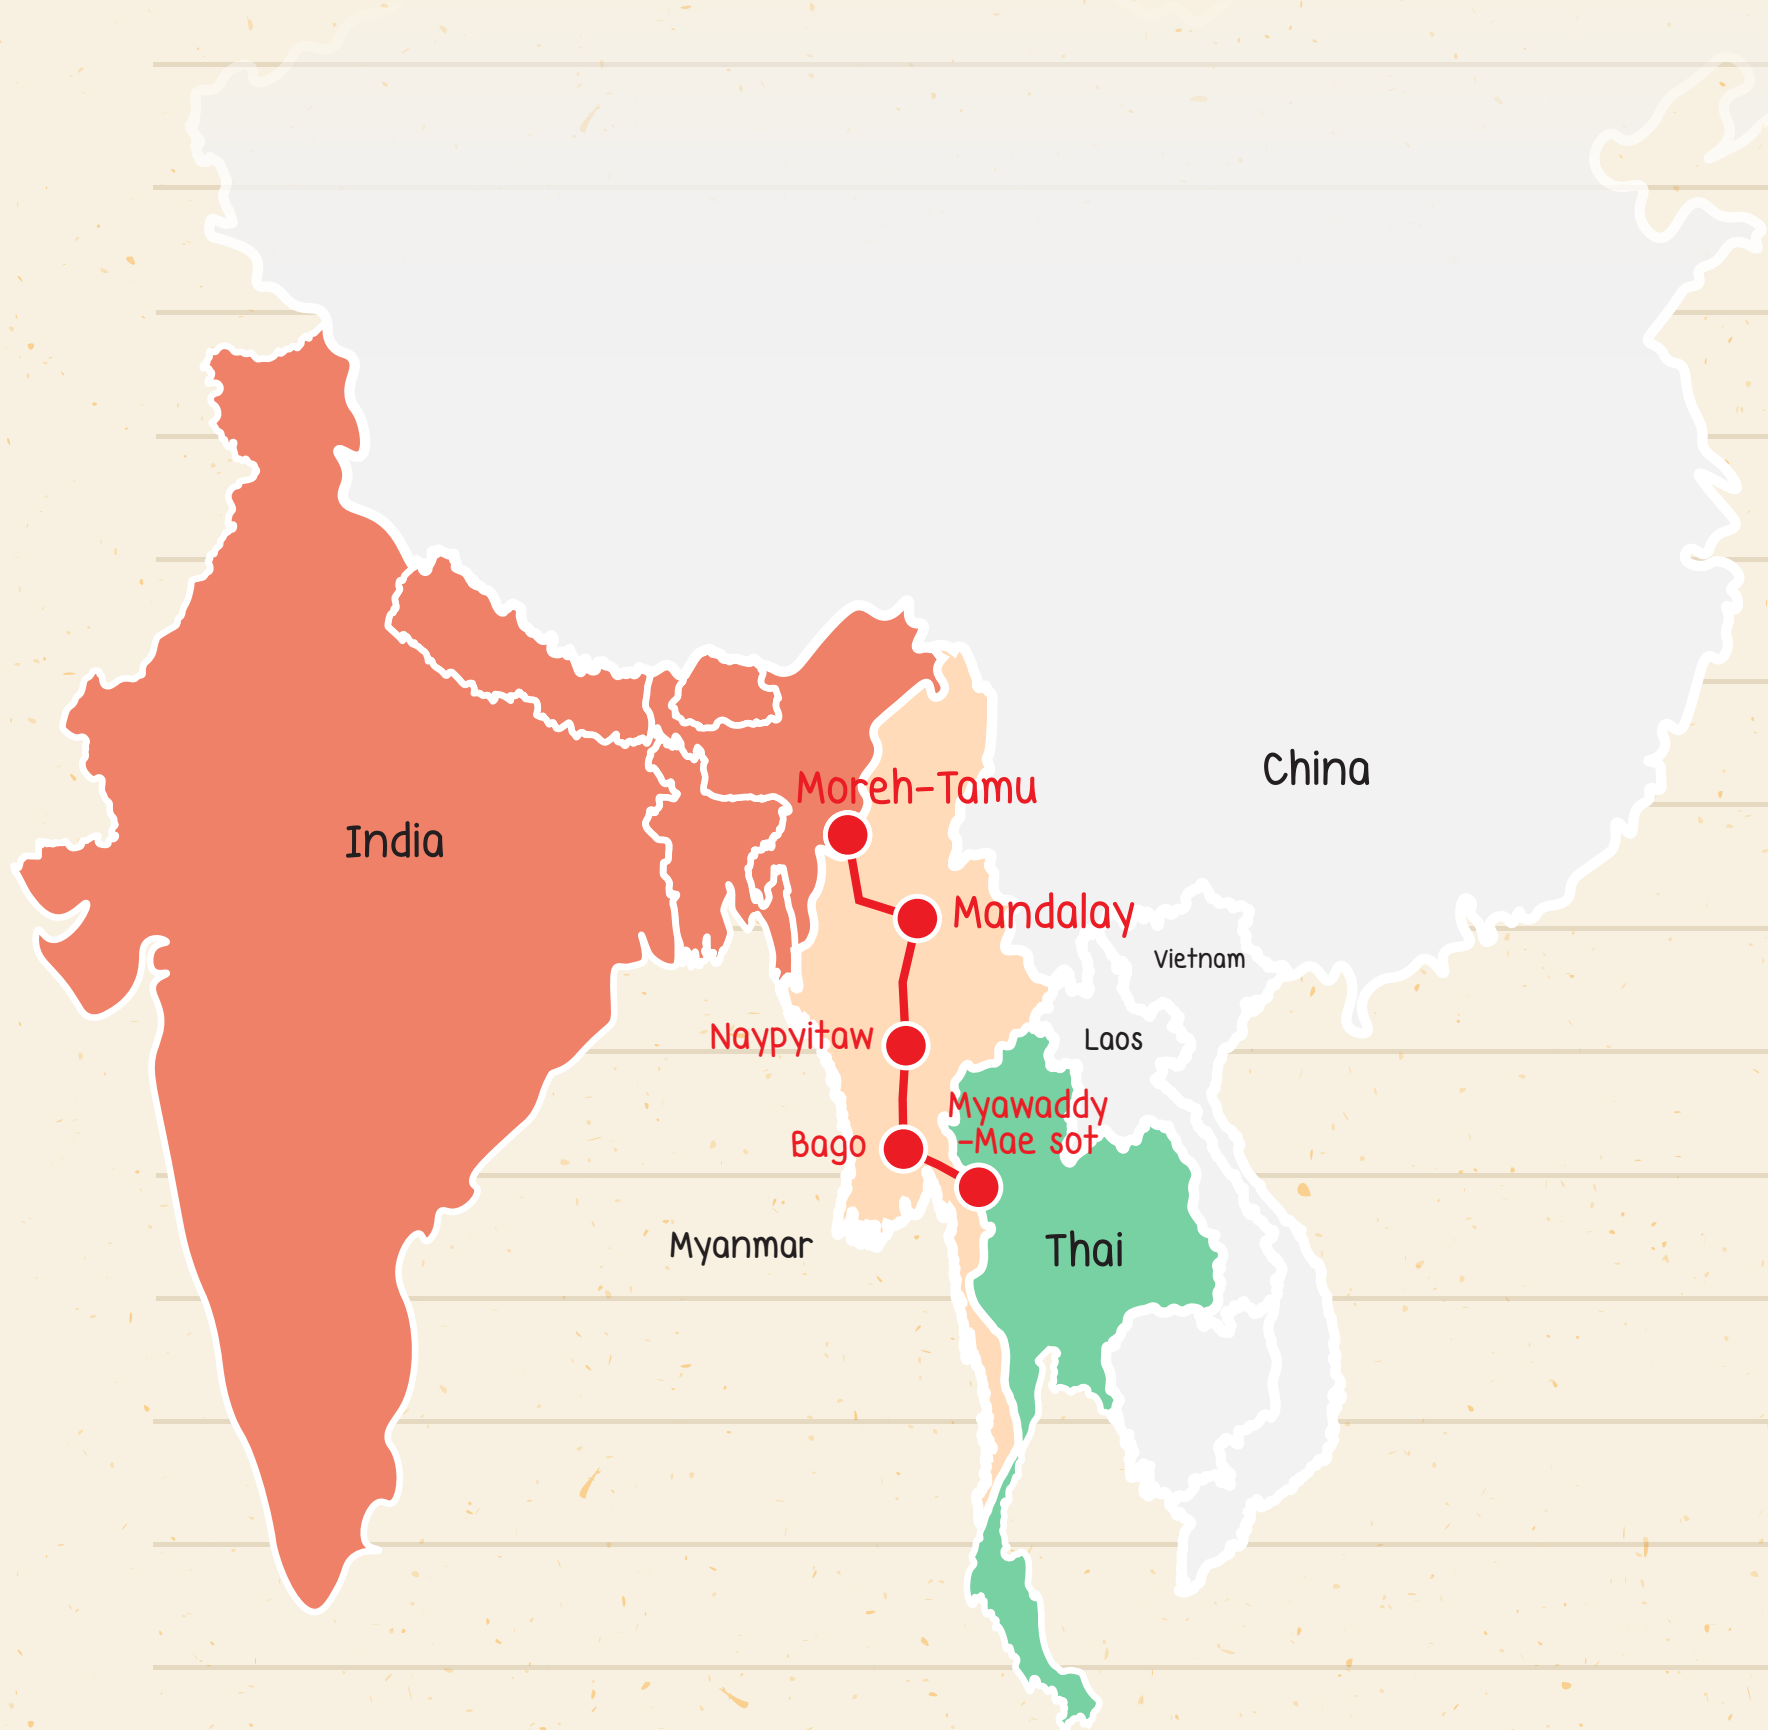 China
Moreh-Tamu
India
Mandalay
Vietnam
Naypyitaw
Laos
Myawaddy
-Mae sot
Bago
Myanmar
Thai